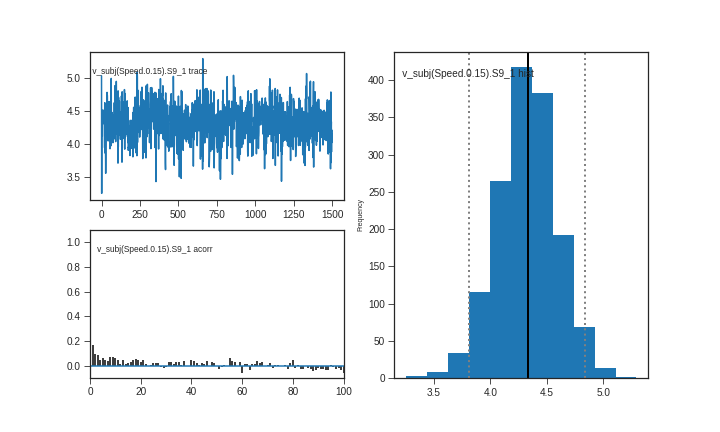 v_subj(Speed.0.15).S9_1 trace
5.0
4.5
4.0
3.5
0 250 500 750 1000 1250 1500
v_subj(Speed.0.15).S9_1 acorr
1.0
0.8
0.6
0.4
0.2
0.0
0 20 40 60 80 100
v_subj(Speed.0.15).S9_1 hist
Frequency
400
350
300
250
200
150
100
50
0
3.5 4.0 4.5 5.0